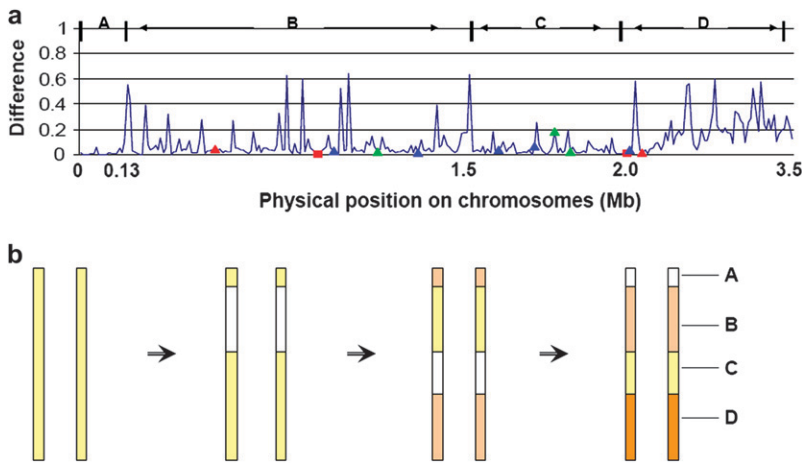 a
A B C D
1
0.8
0.6
0.4
0.2
0
Difference
0 0.13 1.5 2.0 3.5
Physical position on chromosomes (Mb)
b
A
B
C
D